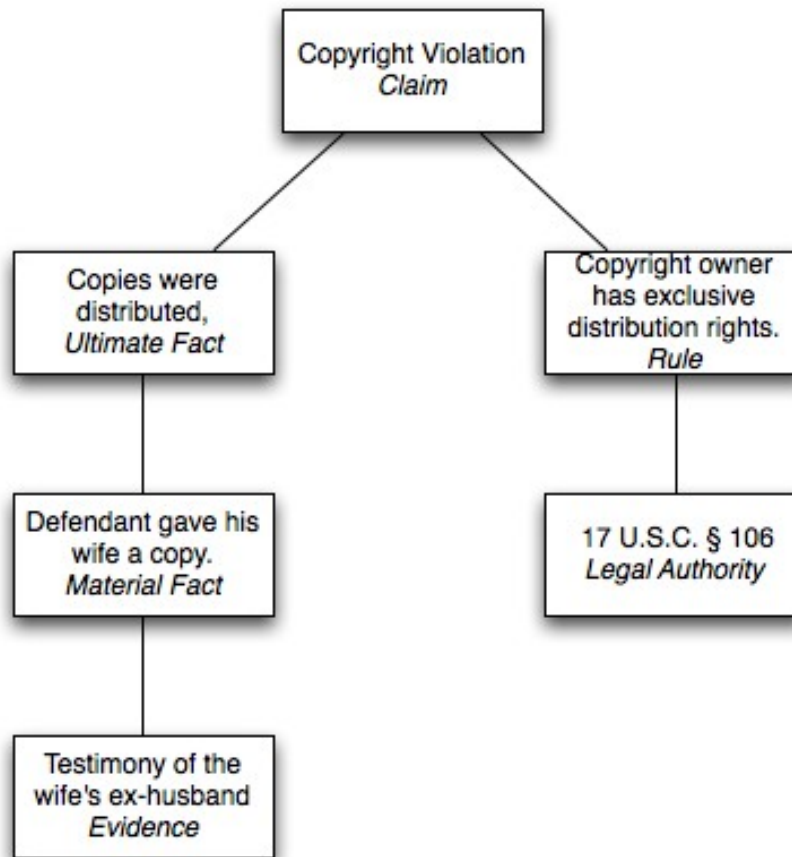 Copyright Violation
Claim
Copies were
distributed,
Ultimate Fact
Copyright owner
has exclusive
distribution rights.
Rule
Defendant gave his
wife a copy.
Material Fact
17 U.S.C. § 106
Legal Authority
Testimony of the
wife's ex-husband
Evidence